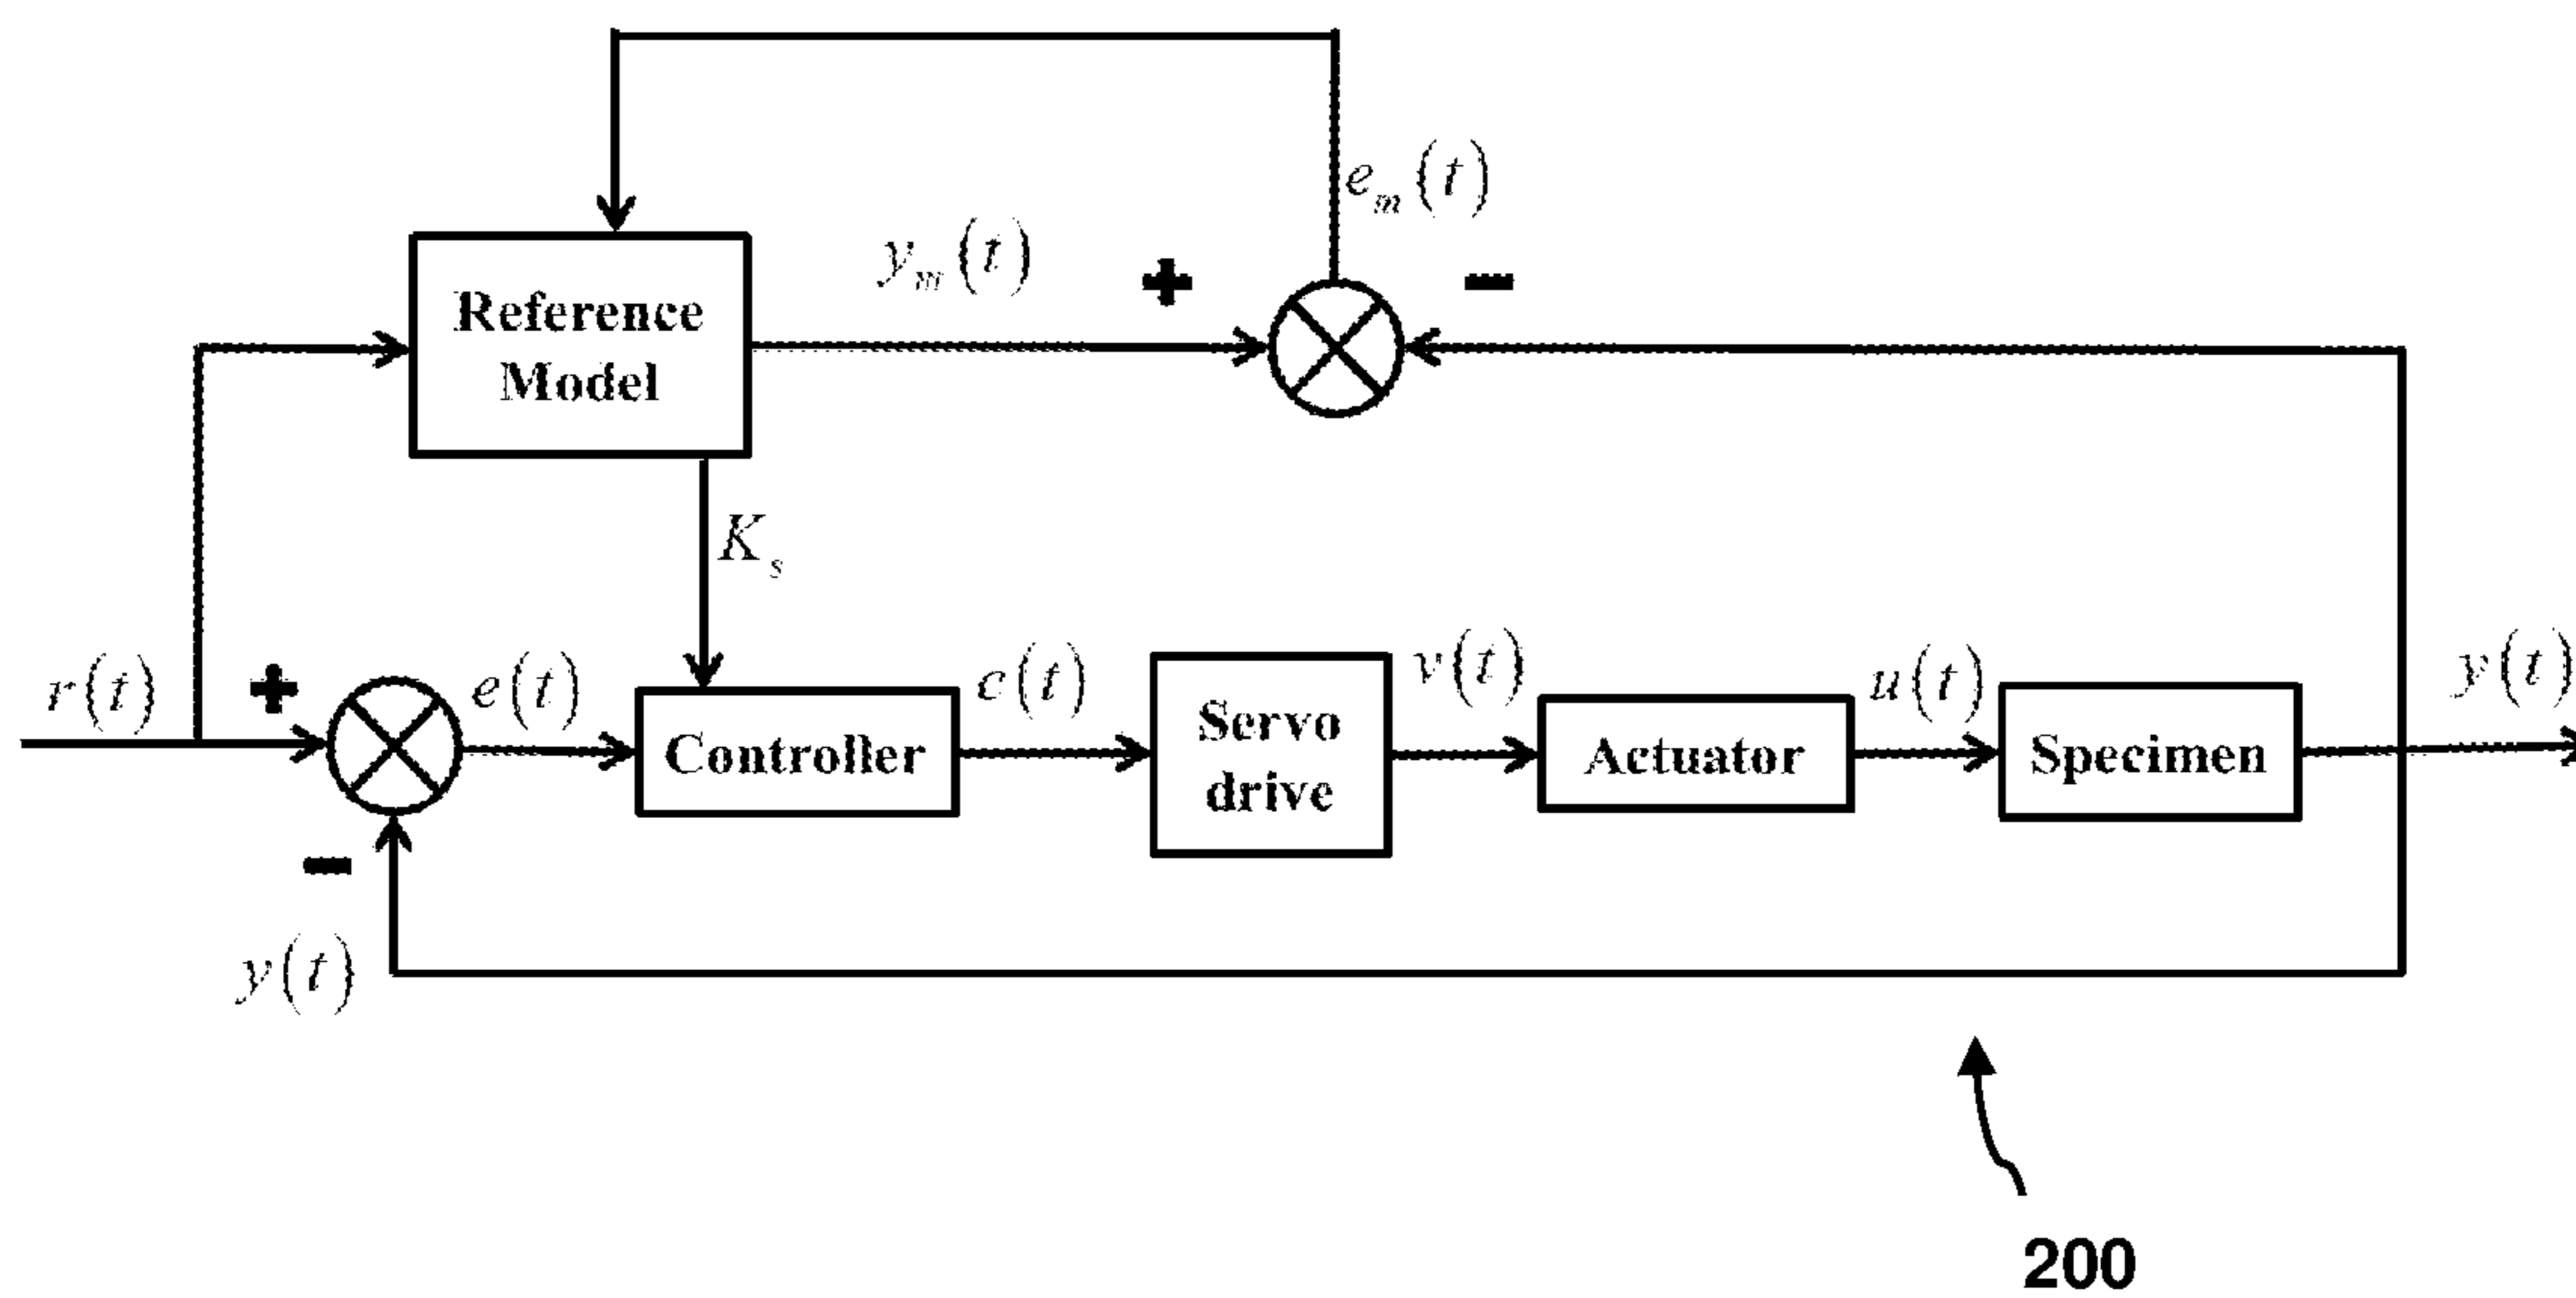 e_m(t)
y_m(t)
+
−
Reference
Model
K_s
r(t)
+
e(t)
c(t)
v(t)
u(t)
y(t)
Controller
Servo
drive
Actuator
Specimen
−
y(t)
200